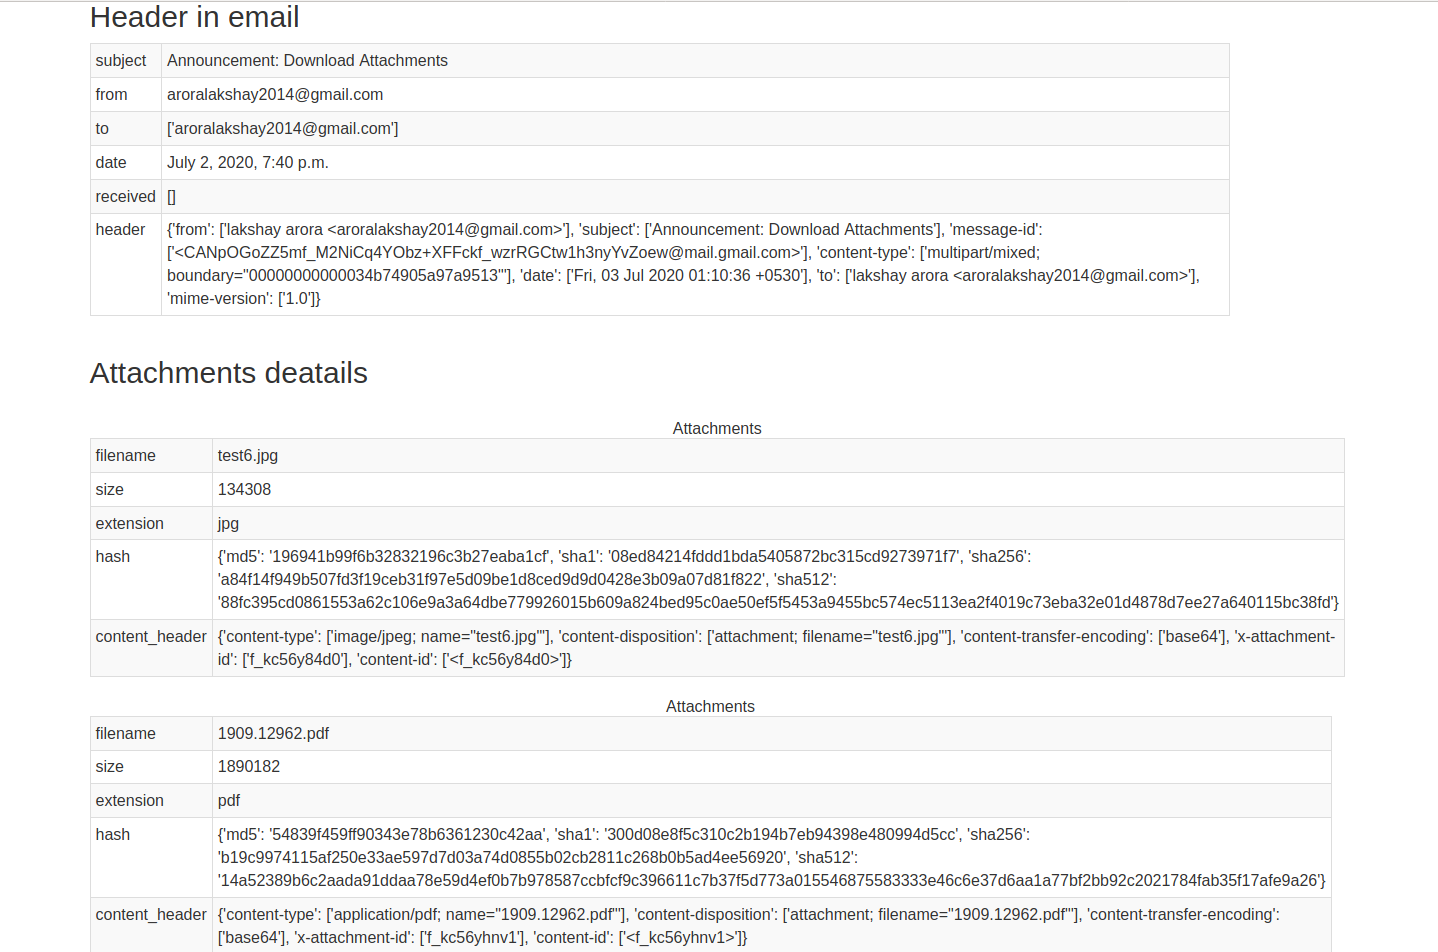 Header in email
subject Announcement: Download Attachments
from aroralakshay2014@gmail.com
to ['aroralakshay2014@gmail.com']
date July 2, 2020, 7:40 p.m.
received []
header {'from': ['lakshay arora <aroralakshay2014@gmail.com>'], 'subject': ['Announcement: Download Attachments'], 'message-id':
['<CANpOGoZZ5mf_M2NiCq4YObz+XFFckf_wzrRGCtw1h3nyYvZoew@mail.gmail.com>'], 'content-type': ['multipart/mixed;
boundary="00000000000034b74905a97a9513"'], 'date': ['Fri, 03 Jul 2020 01:10:36 +0530'], 'to': ['lakshay arora <aroralakshay2014@gmail.com>'],
'mime-version': ['1.0']}
Attachments deatails
Attachments
filename test6.jpg
size 134308
extension jpg
hash {'md5': '196941b99f6b32832196c3b27eaba1cf', 'sha1': '08ed84214fddd1bda5405872bc315cd9273971f7', 'sha256':
'a84f14f949b507fd3f19ceb31f97e5d09be1d8ced9d9d0428e3b09a07d81f822', 'sha512':
'88fc395cd0861553a62c106e9a3a64dbe779926015b609a824bed95c0ae50ef5f5453a9455bc574ec5113ea2f4019c73eba32e01d4878d7ee27a640115bc38fd'}
content_header {'content-type': ['image/jpeg; name="test6.jpg"'], 'content-disposition': ['attachment; filename="test6.jpg"'], 'content-transfer-encoding': ['base64'], 'x-attachment-
id': ['f_kc56y84d0'], 'content-id': ['<f_kc56y84d0>']}
Attachments
filename 1909.12962.pdf
size 1890182
extension pdf
hash {'md5': '54839f459ff90343e78b6361230c42aa', 'sha1': '300d08e8f5c310c2b194b7eb94398e480994d5cc', 'sha256':
'b19c9974115af250e33ae597d7d03a74d0855b02cb2811c268b0b5ad4ee56920', 'sha512':
'14a52389b6c2aada91ddaa78e59d4ef0b7b978587ccbfcf9c396611c7b37f5d773a015546875583333e46c6e37d6aa1a77bf2bb92c2021784fab35f17afe9a26'}
content_header {'content-type': ['application/pdf; name="1909.12962.pdf"'], 'content-disposition': ['attachment; filename="1909.12962.pdf"'], 'content-transfer-encoding':
['base64'], 'x-attachment-id': ['f_kc56yhnv1'], 'content-id': ['<f_kc56yhnv1>']}